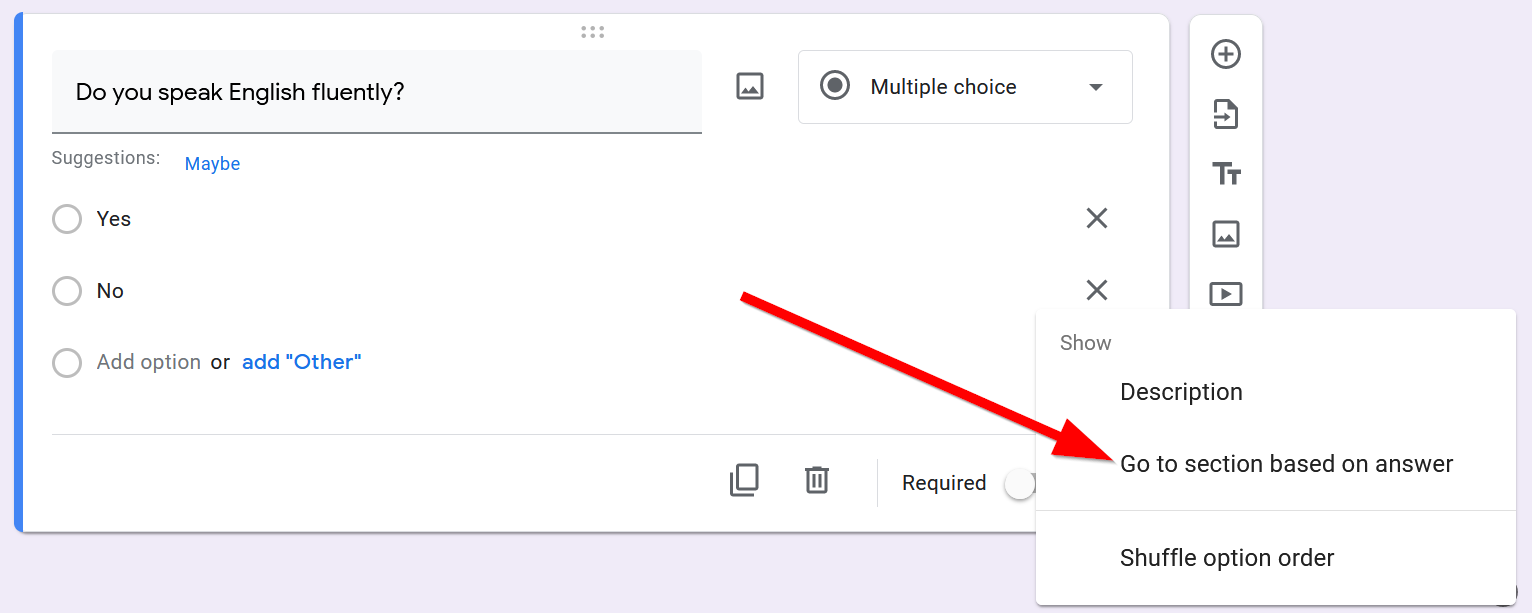 Do you speak English fluently?
Multiple choice
Suggestions: Maybe
Yes
No
Add option or add "Other"
Required
Show
Description
Go to section based on answer
Shuffle option order
Tт